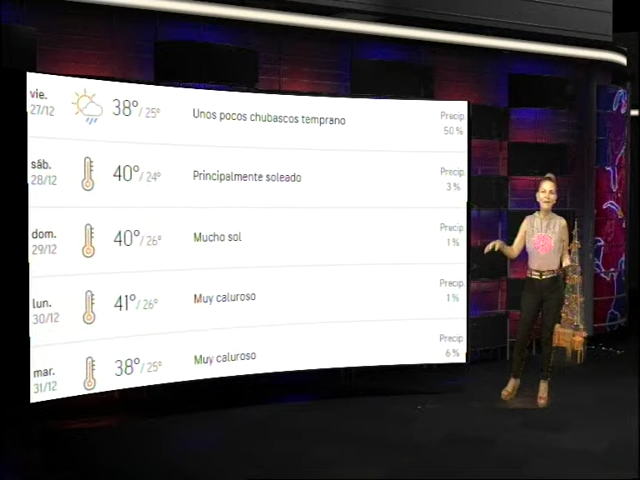 vie.
27/12
38°/25°
Unos pocos chubascos temprano
Precip.
50 %
sáb.
28/12
40°/24°
Principalmente soleado
Precip.
3 %
dom.
29/12
40°/26°
Mucho sol
Precip.
1 %
lun.
30/12
41°/26°
Muy caluroso
Precip.
1 %
mar.
31/12
38°/25°
Muy caluroso
Precip.
6 %